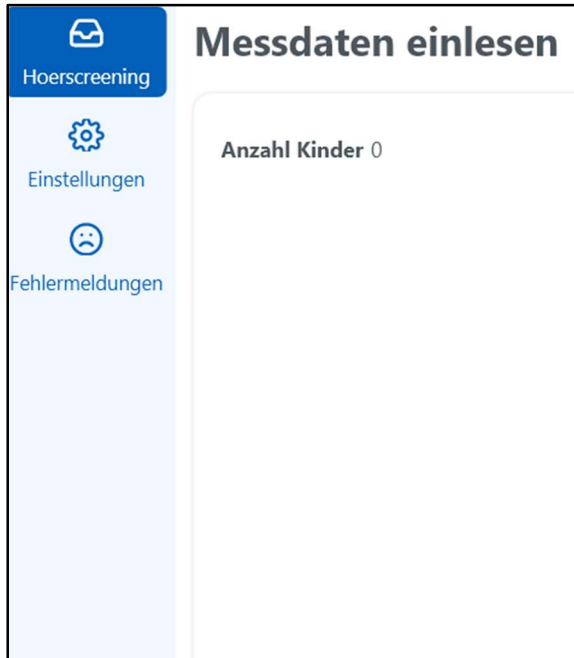 Hoerscreening
Einstellungen
Fehlermeldungen
Messdaten einlesen
Anzahl Kinder 0